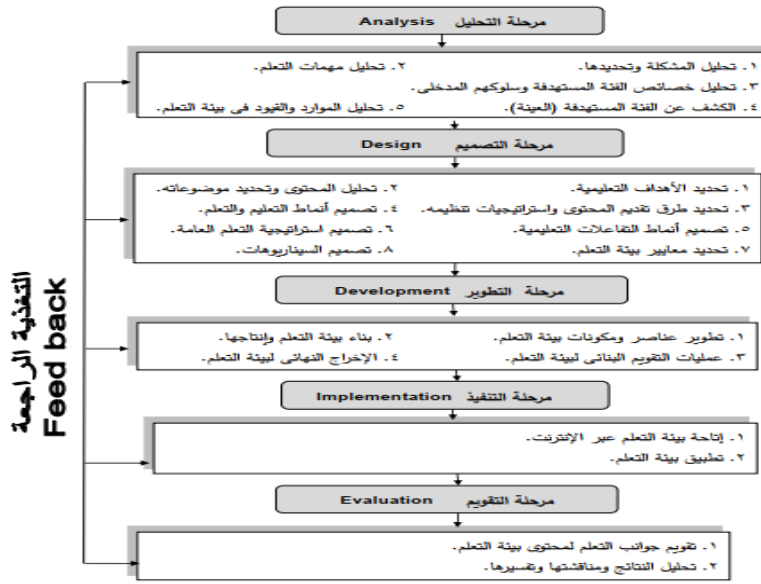 مرحلة التحليل Analysis
١. تحليل المشكلة وتحديدها. ٢. تحليل مهمات التعلم.
٣. تحليل خصائص الفئة المستهدفة وسلوكهم المدخلى.
٤. الكشف عن الفئة المستهدفة (العينة). ٥. تحليل الموارد والقيود فى بيئة التعلم.
مرحلة التصميم Design
١. تحديد الأهداف التعليمية. ٢. تحليل المحتوى وتحديد موضوعاته.
٣. تحديد طرق تقديم المحتوى واستراتيجيات تنظيمه. ٤. تصميم أنماط التعليم والتعلم.
٥. تصميم أنماط التفاعلات التعليمية. ٦. تصميم استراتيجية التعلم العامة.
٧. تحديد معايير بيئة التعلم. ٨. تصميم السيناريوهات.
مرحلة التطوير Development
١. تطوير عناصر ومكونات بيئة التعلم. ٢. بناء بيئة التعلم وإنتاجها.
٣. عمليات التقويم البنائى لبيئة التعلم. ٤. الإخراج النهائى لبيئة التعلم.
مرحلة التنفيذ Implementation
١. إتاحة بيئة التعلم عبر الإنترنت.
٢. تطبيق بيئة التعلم.
مرحلة التقويم Evaluation
١. تقويم جوانب التعلم لمحتوى بيئة التعلم.
٢. تحليل النتائج ومناقشتها وتفسيرها.
التغذية الراجعة
Feed back